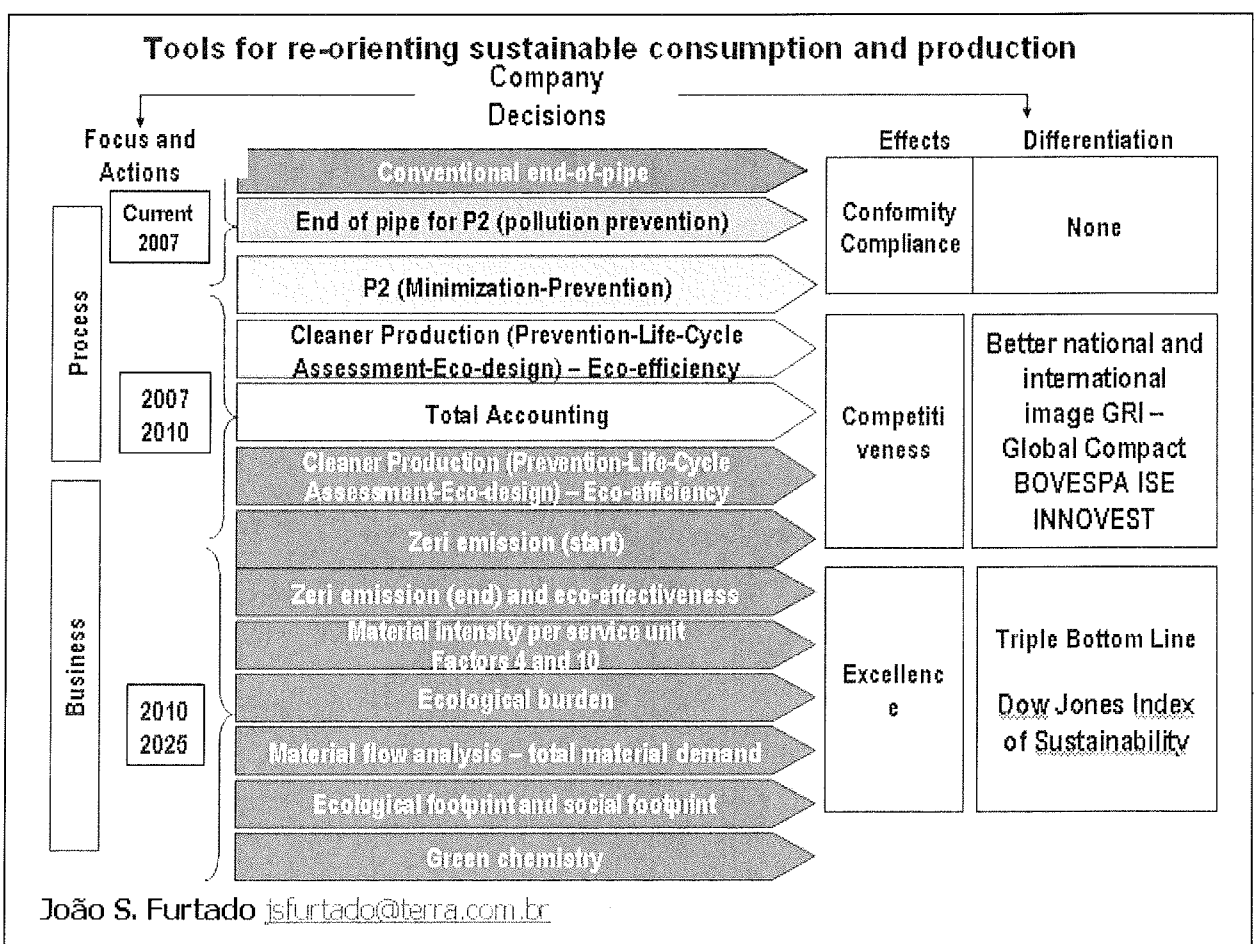 Tools for re-orienting sustainable consumption and production
Company
Decisions
Focus and
Actions
Effects
Differentiation
Process
Business
Current
2007
2007
2010
2010
2025
Conventional end-of-pipe
End of pipe for P2 (pollution prevention)
P2 (Minimization-Prevention)
Cleaner Production (Prevention-Life-Cycle
Assessment-Eco-design) – Eco-efficiency
Total Accounting
Cleaner Production (Prevention-Life-Cycle
Assessment-Eco-design) – Eco-efficiency
Zeri emission (start)
Zeri emission (end) and eco-effectiveness
Material intensity per service unit
Factors 4 and 10
Ecological burden
Material flow analysis – total material demand
Ecological footprint and social footprint
Green chemistry
Conformity
Compliance
None
Competiti
veness
Better national and
international
image GRI –
Global Compact
BOVESPA ISE
INNOVEST
Excellenc
e
Triple Bottom Line
Dow Jones Index
of Sustainability
João S. Furtado jsfurtado@terra.com.br